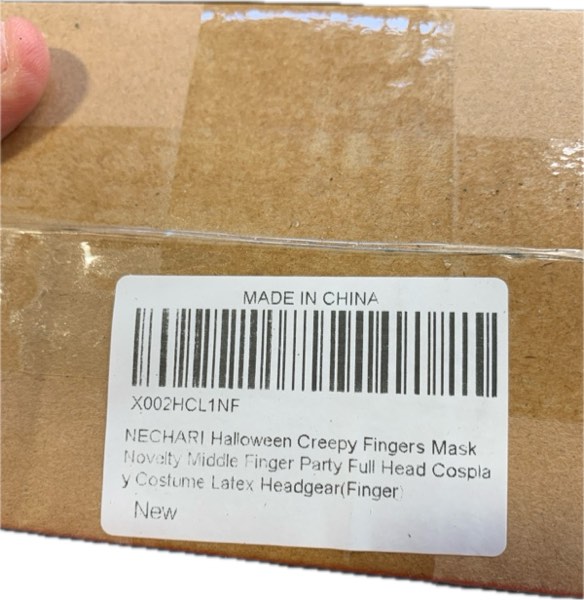 MADE IN CHINA
X002HCL1NF
NECHARI Halloween Creepy Fingers Mask
Novelty Middle Finger Party Full Head Cospla
y Costume Latex Headgear(Finger)
New